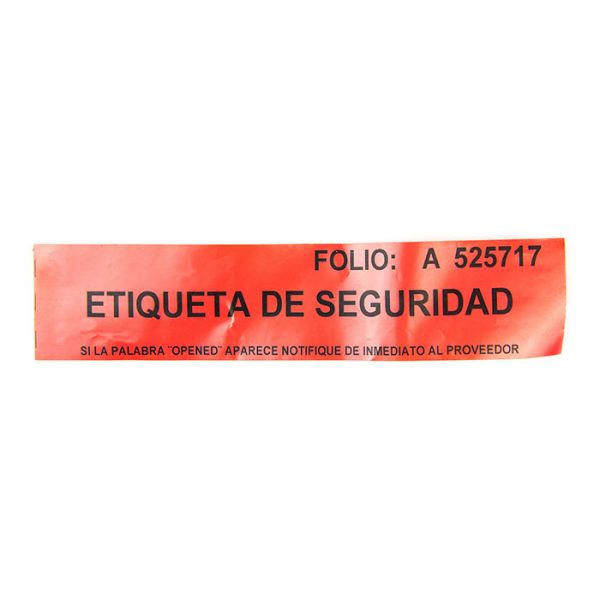 FOLIO: A 525717
ETIQUETA DE SEGURIDAD
SI LA PALABRA ¨OPENED¨ APARECE NOTIFIQUE DE INMEDIATO AL PROVEEDOR